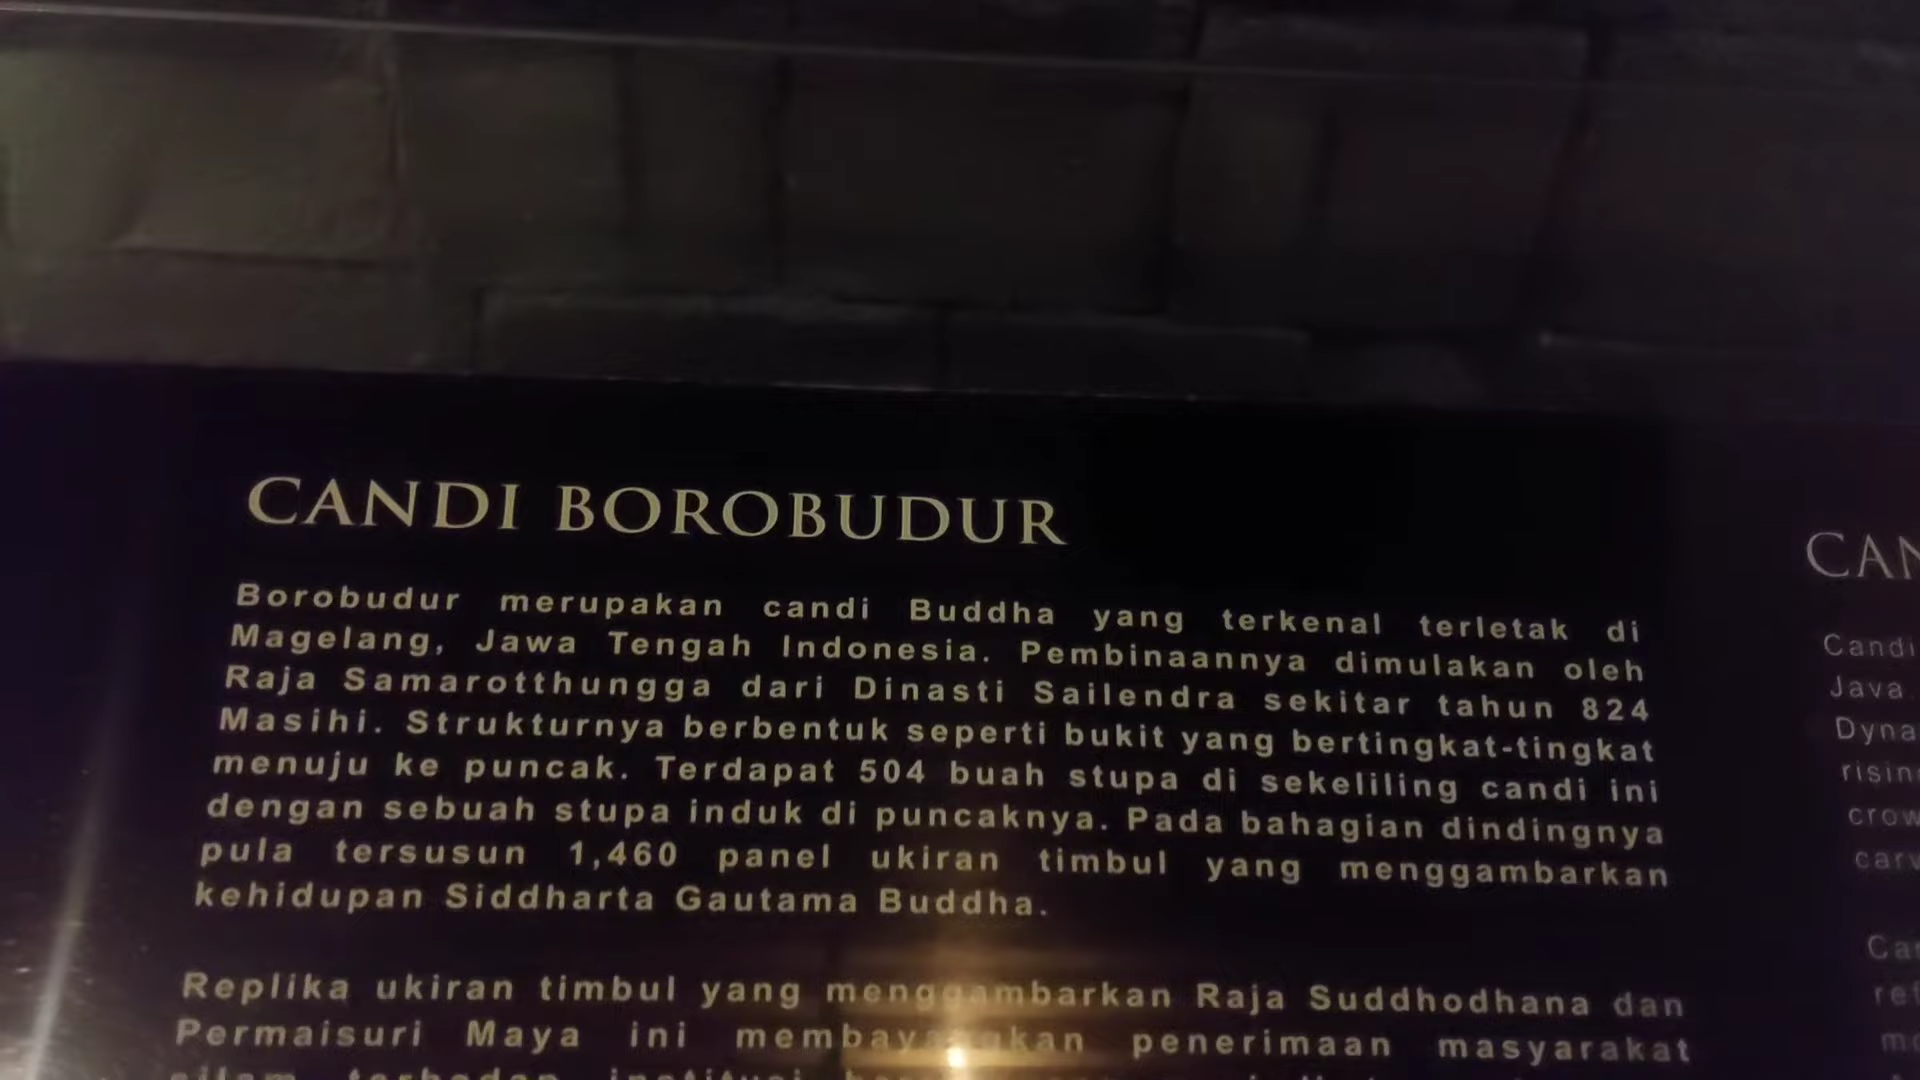 CANDI BOROBUDUR
Borobudur merupakan candi Buddha yang terkenal terletak di
Magelang, Jawa Tengah Indonesia. Pembinaannya dimulakan oleh
Raja Samarotthungga dari Dinasti Sailendra sekitar tahun 824
Masihi. Strukturnya berbentuk seperti bukit yang bertingkat-tingkat
menuju ke puncak. Terdapat 504 buah stupa di sekeliling candi ini
dengan sebuah stupa induk di puncaknya. Pada bahagian dindingnya
pula tersusun 1,460 panel ukiran timbul yang menggambarkan
kehidupan Siddharta Gautama Buddha.
Replika ukiran timbul yang menggambarkan Raja Suddhodhana dan
Permaisuri Maya ini penerimaan masyarakat
Candi
Java